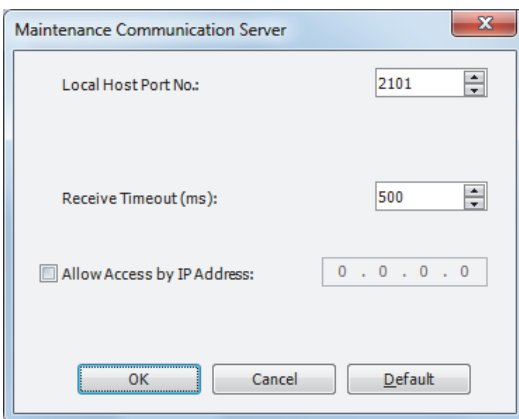 Maintenance Communication Server
Local Host Port No.: 2101
Receive Timeout (ms): 500
Allow Access by IP Address: 0 . 0 . 0 . 0
OK Cancel Default